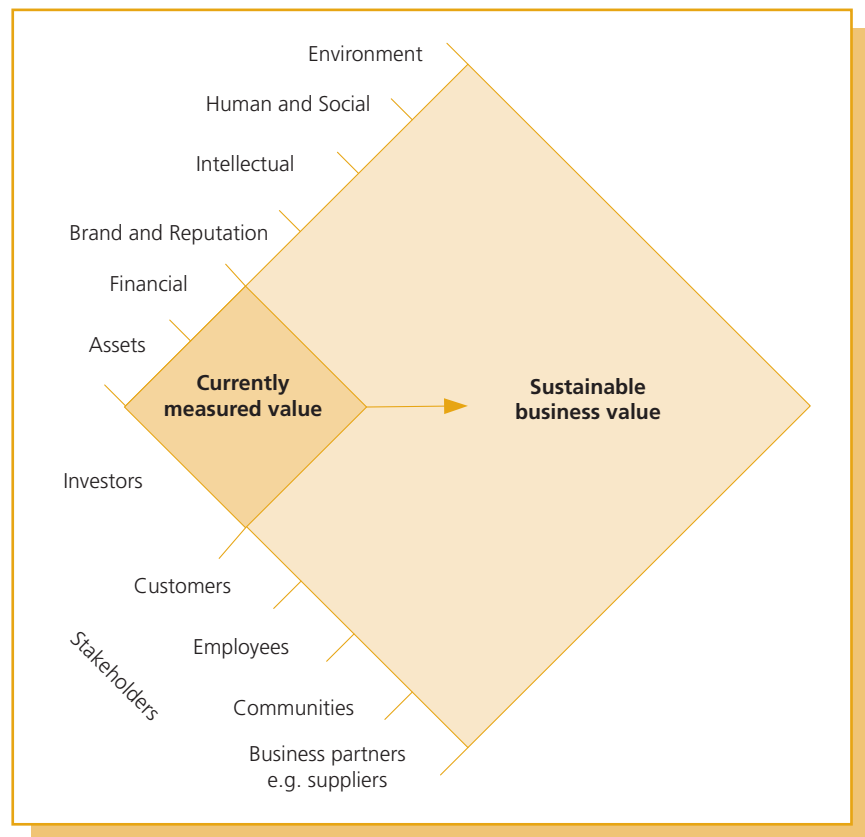 Environment
Human and Social
Intellectual
Brand and Reputation
Financial
Assets
Currently
measured value
Sustainable
business value
Investors
Customers
Employees
Stakeholders
Communities
Business partners
e.g. suppliers